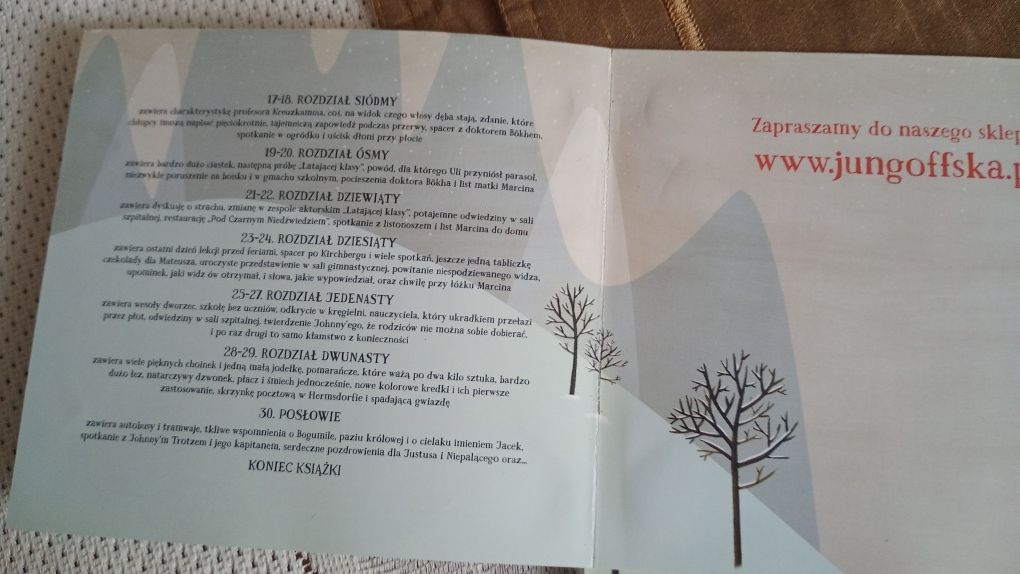 17-18. ROZDZIAŁ SIÓDMY
zawiera charakterystykę profesora Kreuzkamma, coś, na widok czego włosy dęba stają, zdanie, które
chłopcy muszą napisać pięciokrotnie, tajemniczą zapowiedź podczas przerwy, spacer z doktorem Bökhem,
spotkanie w ogródku i uścisk dłoni przy płocie
19-20. ROZDZIAŁ ÓSMY
zawiera bardzo dużo ciastek, następną próbę „Latającej klasy”, powód, dla którego Uli przyniósł parasol,
niezwykłe poruszenie na boisku i w gmachu szkolnym, pocieszenia doktora Bökha i list matki Marcina
21-22. ROZDZIAŁ DZIEWIĄTY
zawiera dyskusję o strachu, zmianę w zespole aktorskim „Latającej klasy”, potajemne odwiedziny w sali
szpitalnej, restaurację „Pod Czarnym Niedźwiedziem”, spotkanie z listonoszem i list Marcina do domu
23-24. ROZDZIAŁ DZIESIĄTY
zawiera ostatni dzień lekcji przed feriami, spacer po Kirchbergu i wiele spotkań, jeszcze jedną tabliczkę
czekolady dla Mateusza, uroczyste przedstawienie w sali gimnastycznej, powitanie niespodziewanego widza,
upominek, jaki widz ów otrzymał, i słowa, jakie wypowiedział, oraz chwilę przy łóżku Marcina
25-27. ROZDZIAŁ JEDENASTY
zawiera wesoły dworzec, szkołę bez uczniów, odkrycie w kręgielni, nauczyciela, który ukradkiem przełazi
przez płot, odwiedziny w sali szpitalnej, twierdzenie Johnny'ego, że rodziców nie można sobie dobierać,
i po raz drugi to samo kłamstwo z konieczności
28-29. ROZDZIAŁ DWUNASTY
zawiera wiele pięknych choinek i jedną małą jodełkę, pomarańcze, które ważą po dwa kilo sztuka, bardzo
dużo łez, natarczywy dzwonek, płacz i śmiech jednocześnie, nowe kolorowe kredki i ich pierwsze
zastosowanie, skrzynkę pocztową w Hermsdorfie i spadającą gwiazdę
30. POSŁOWIE
zawiera autobusy i tramwaje, tkliwe wspomnienia o Bogumile, paziu królowej i o cielaku imieniem Jacek,
spotkanie z Johnny'm Trotzem i jego kapitanem, serdeczne pozdrowienia dla Justusa i Niepalącego oraz...
KONIEC KSIĄŻKI
Zapraszamy do naszego sklep
www.jungoffska.p